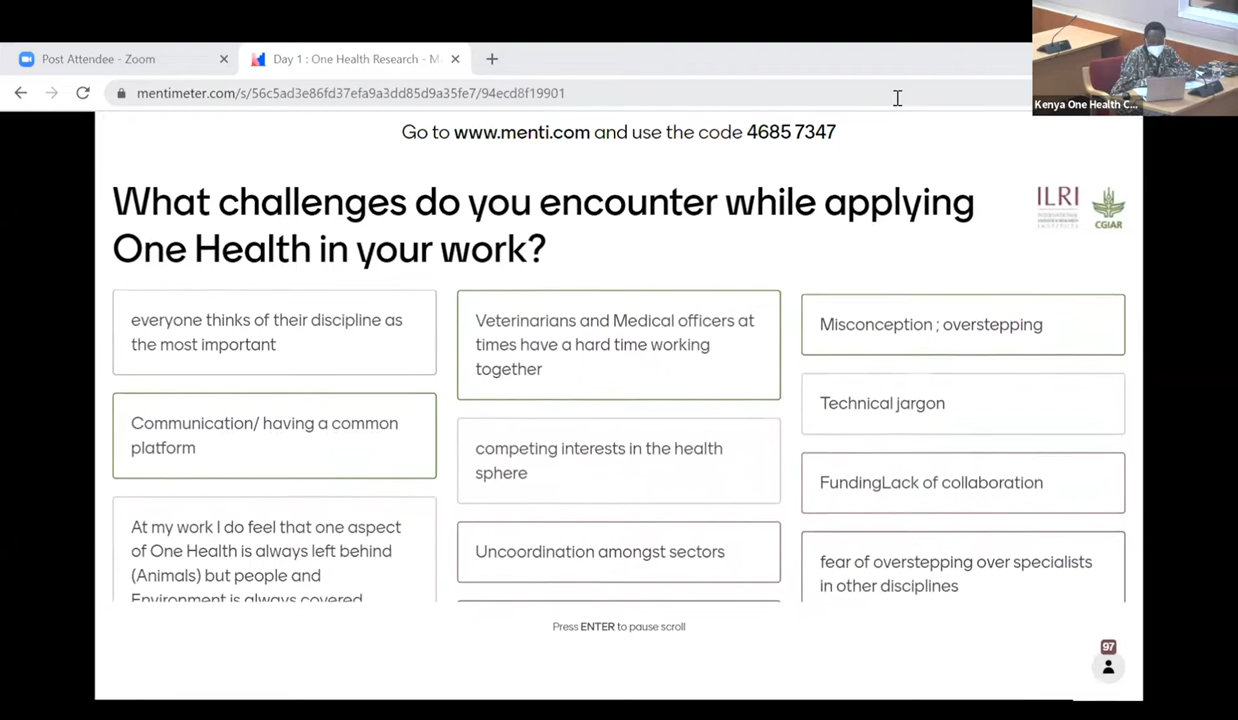 Post Attendee - Zoom
Day 1 : One Health Research - M
mentimeter.com/s/56c5ad3e86fd37efa9a3dd85d9a35fe7/94ecd8f19901
Kenya One Health C...
Go to www.menti.com and use the code 4685 7347
What challenges do you encounter while applying
One Health in your work?
ILRI
CGIAR
everyone thinks of their discipline as
the most important
Communication/ having a common
platform
At my work I do feel that one aspect
of One Health is always left behind
(Animals) but people and
Environment is always covered
Veterinarians and Medical officers at
times have a hard time working
together
competing interests in the health
sphere
Uncoordination amongst sectors
Misconception ; overstepping
Technical jargon
FundingLack of collaboration
fear of overstepping over specialists
in other disciplines
Press ENTER to pause scroll
97